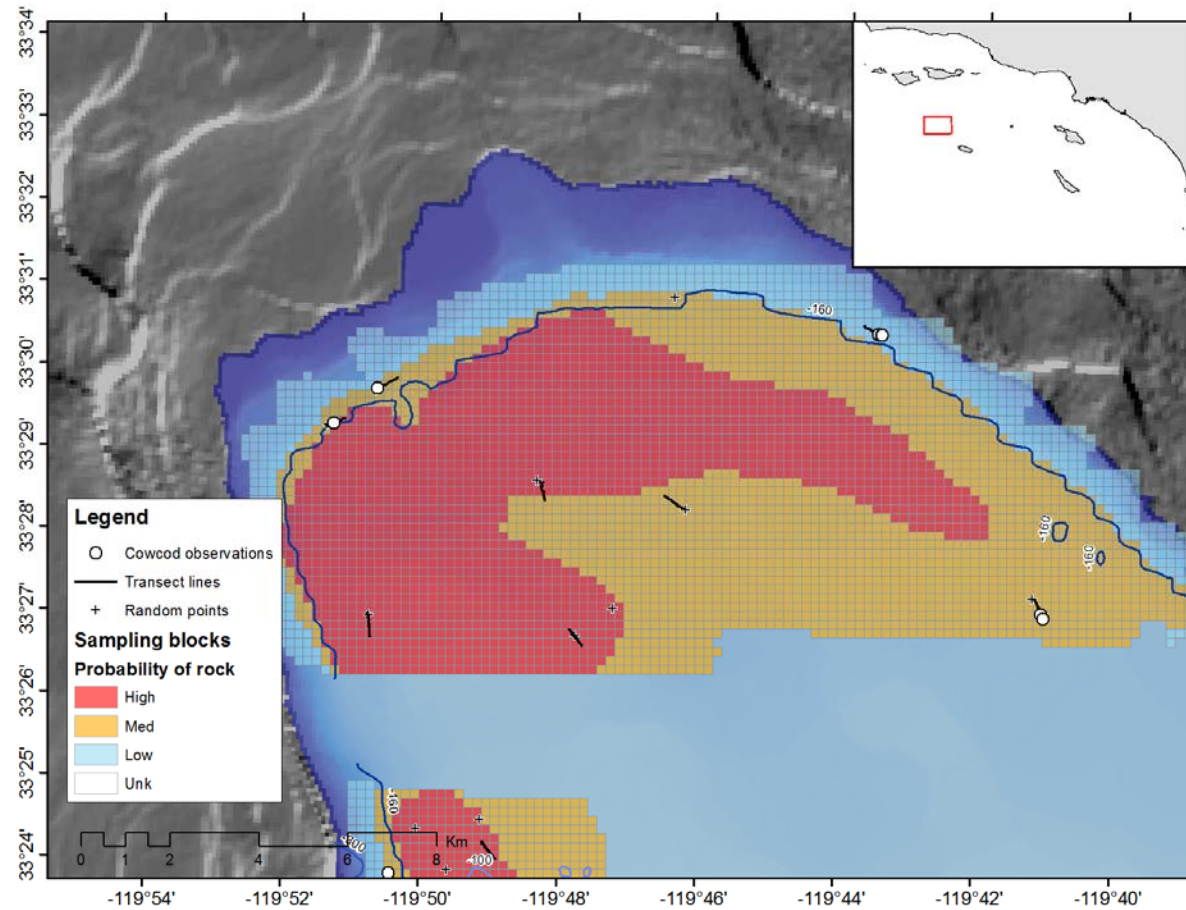 33°34'
33°33'
33°32'
33°31'
33°30'
33°29'
33°28'
33°27'
33°26'
33°25'
33°24'
-160
-160
-160
Legend
Cowcod observations
Transect lines
Random points
Sampling blocks
Probability of rock
High
Med
Low
Unk
-160
-200
-100
0 1 2 4 6 8 Km
-119°54' -119°52' -119°50' -119°48' -119°46' -119°44' -119°42' -119°40'